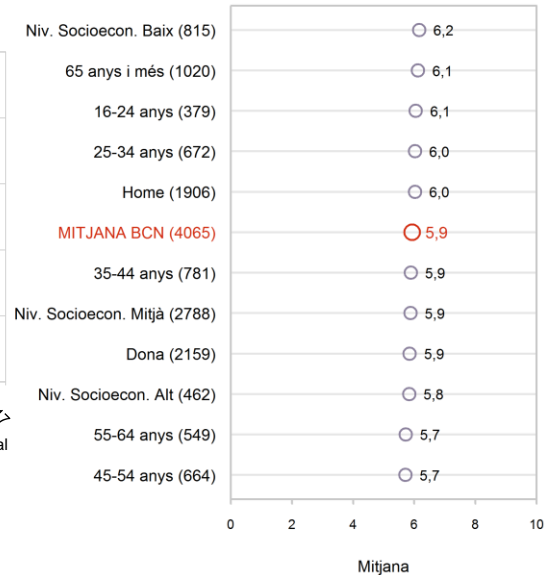 Niv. Socioecon. Baix (815) 6,2
65 anys i més (1020) 6,1
16-24 anys (379) 6,1
25-34 anys (672) 6,0
Home (1906) 6,0
MITJANA BCN (4065) 5,9
35-44 anys (781) 5,9
Niv. Socioecon. Mitjà (2788) 5,9
Dona (2159) 5,9
Niv. Socioecon. Alt (462) 5,8
55-64 anys (549) 5,7
45-54 anys (664) 5,7
0 2 4 6 8 10
Mitjana